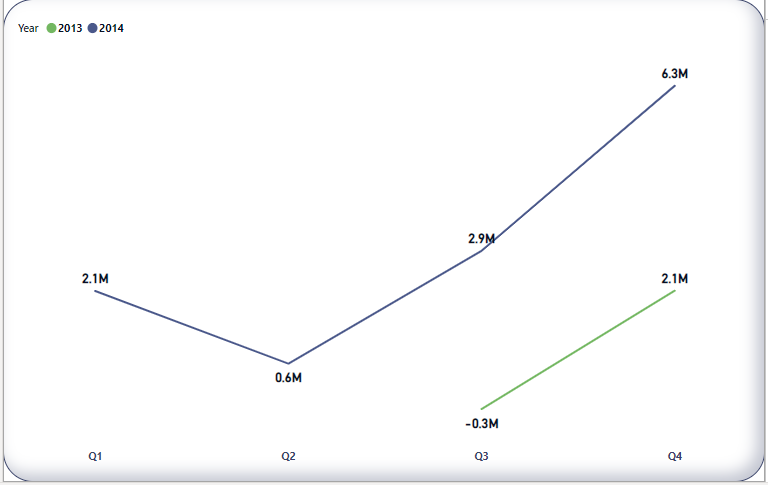 Year 2013 2014
6.3M
2.9M
2.1M
2.1M
0.6M
-0.3M
Q1 Q2 Q3 Q4